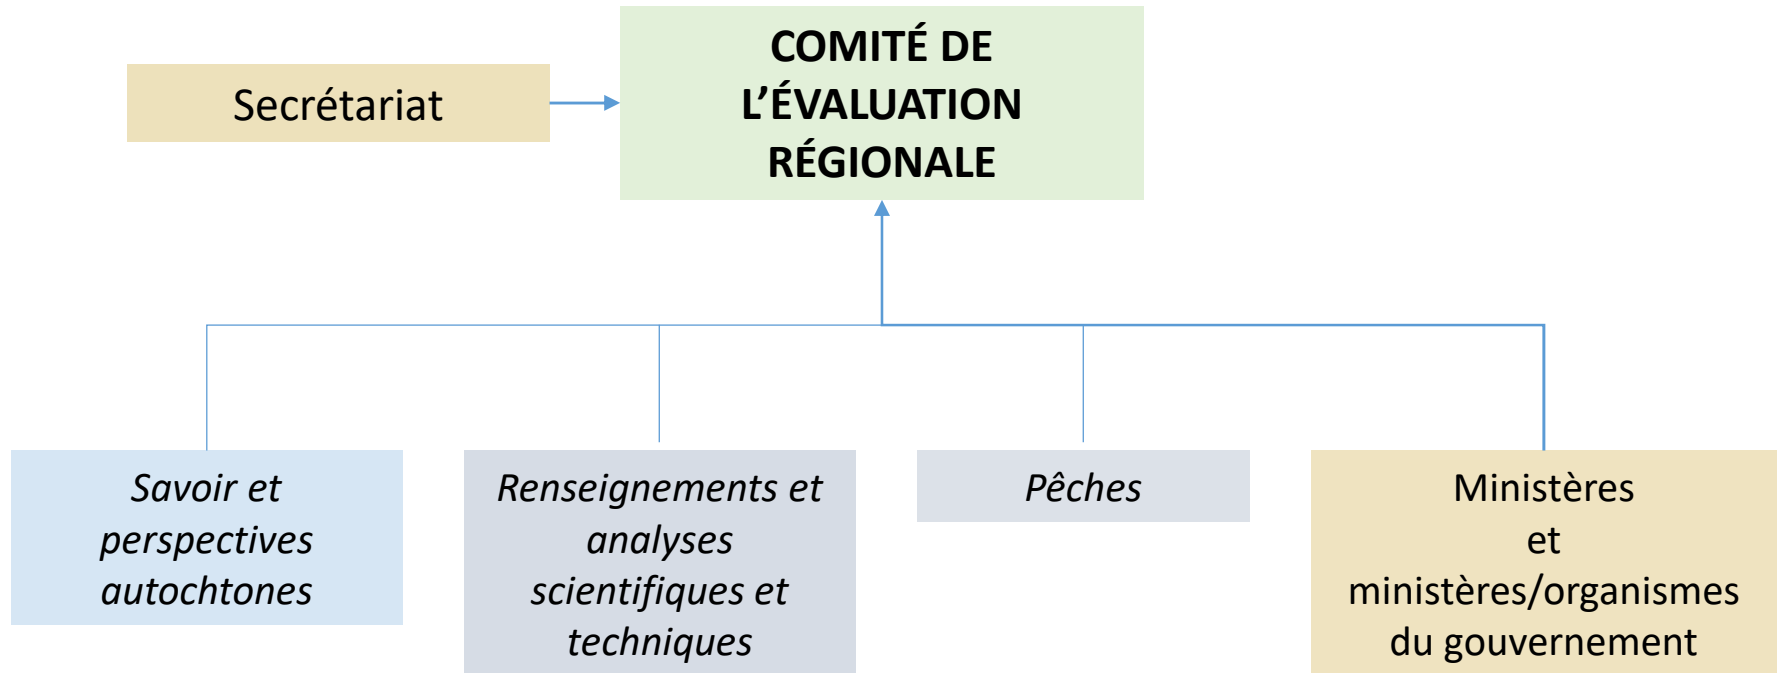 COMITÉ DE
L’ÉVALUATION
RÉGIONALE
Secrétariat
Savoir et
perspectives
autochtones
Renseignements et
analyses
scientifiques et
techniques
Pêches
Ministères
et
ministères/organismes
du gouvernement